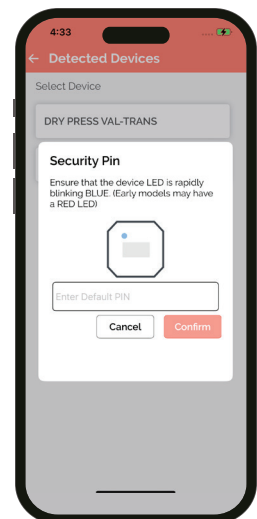 4:33
← Detected Devices
Select Device
DRY PRESS VAL-TRANS
Security Pin
Ensure that the device LED is rapidly
blinking BLUE. (Early models may have
a RED LED)
Enter Default PIN
Cancel Confirm